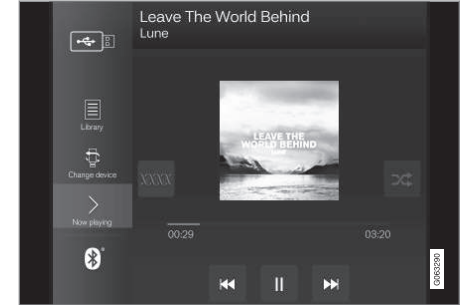 Leave The World Behind
Lune
Library
Change device
Now playing
LEAVE THE
WORLD BEHIND
XXXX
00:29
03:20
G063290